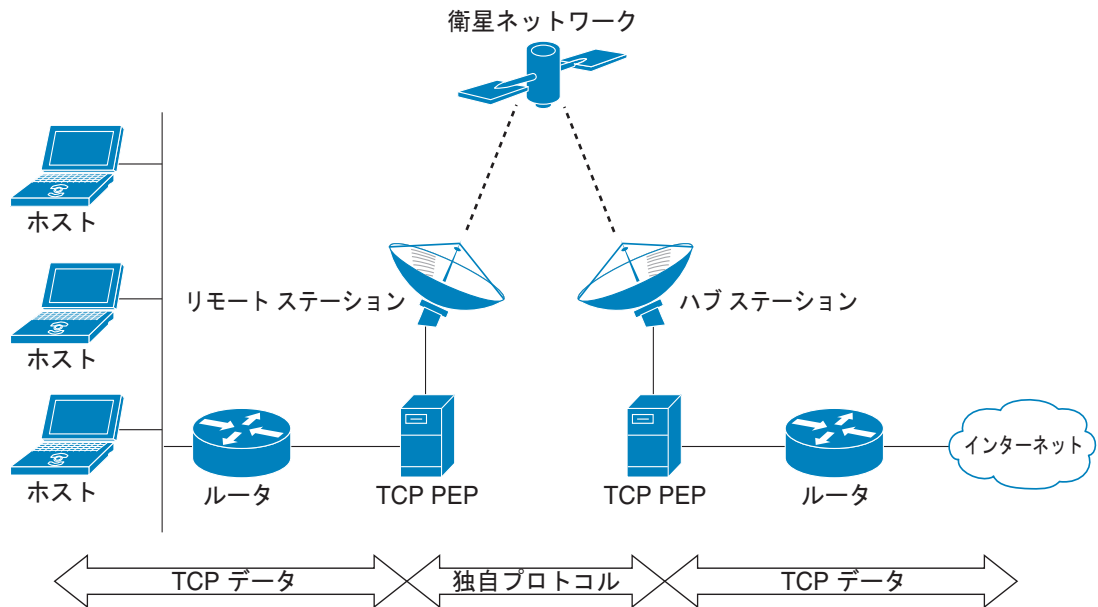 衛星ネットワーク
ホスト
リモート ステーション
ハブ ステーション
ホスト
インターネット
ホスト
ルータ
TCP PEP
TCP PEP
ルータ
TCP データ
独自プロトコル
TCP データ